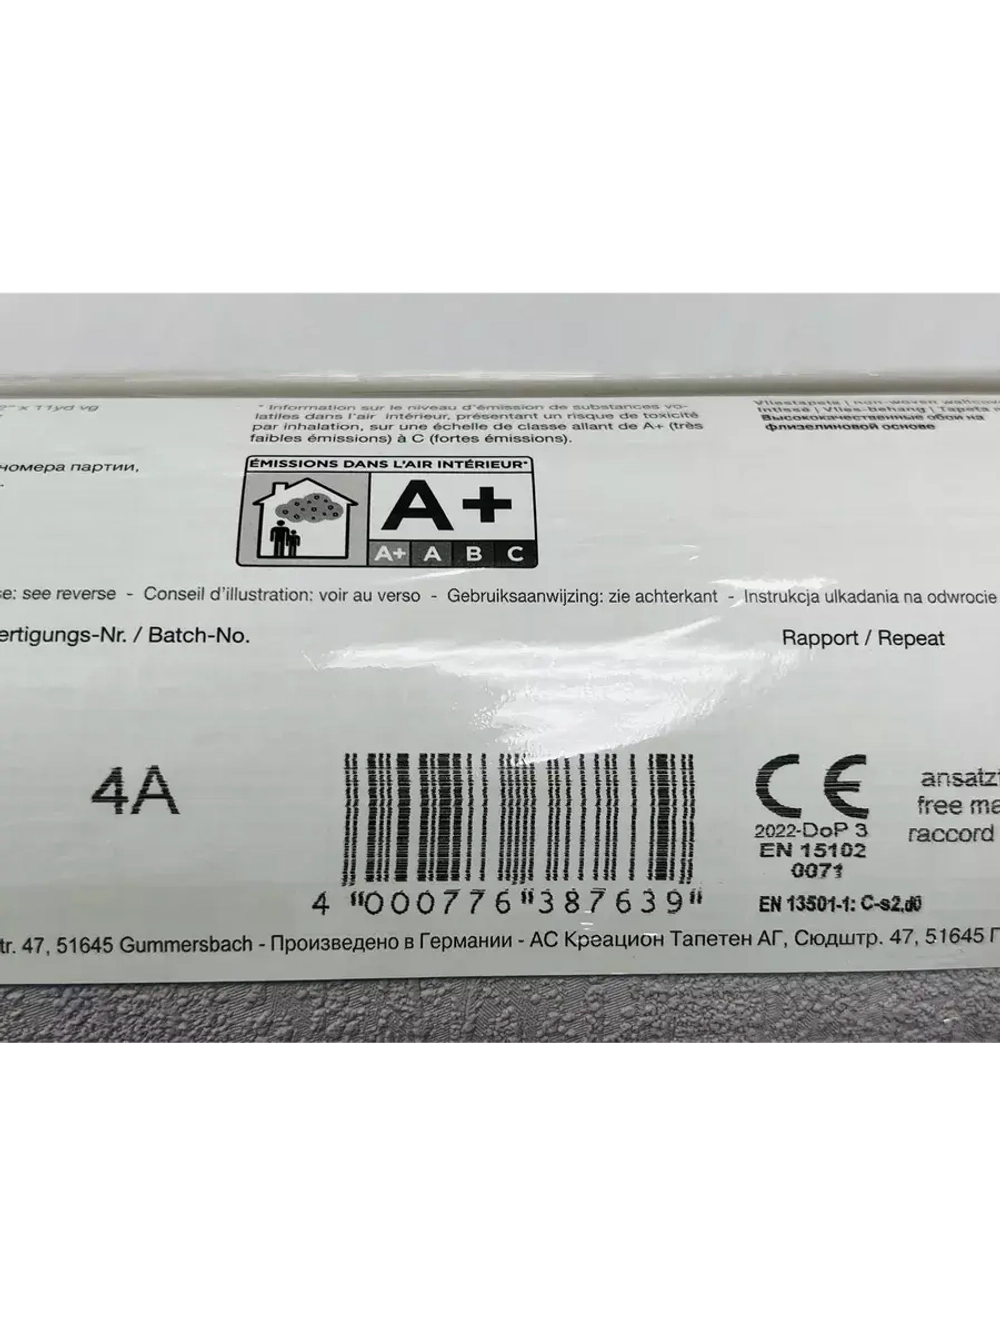 x 11yd
* Information sur le niveau d'émission de substances vo-
latiles dans l'air intérieur, présentant un risque de toxicité
par inhalation, sur une échelle de classe allant de A+ (très
faibles émissions) à C (fortes émissions).
Vliestapete | non-woven
Intissé | Vlies-behang | Tapeta
Высококачественные обои на
флизелиновой основе
номера партии,
ÉMISSIONS DANS L'AIR INTÉRIEUR*
A+
A+ A B C
se: see reverse - Conseil d'illustration: voir au verso - Gebruiksaanwijzing: zie achterkant - Instrukcja ulkadania na odwrocie
ertigungs-Nr. / Batch-No.
Rapport / Repeat
4A
CE
2022-DoP 3
EN 15102
0071
EN 13501-1: C-s2,d0
ansatz
free ma
raccord
4 000776 387639
tr. 47, 51645 Gummersbach - Произведено в Германии - АС Креацион Тапетен АГ, Сюдштр. 47, 51645 Г